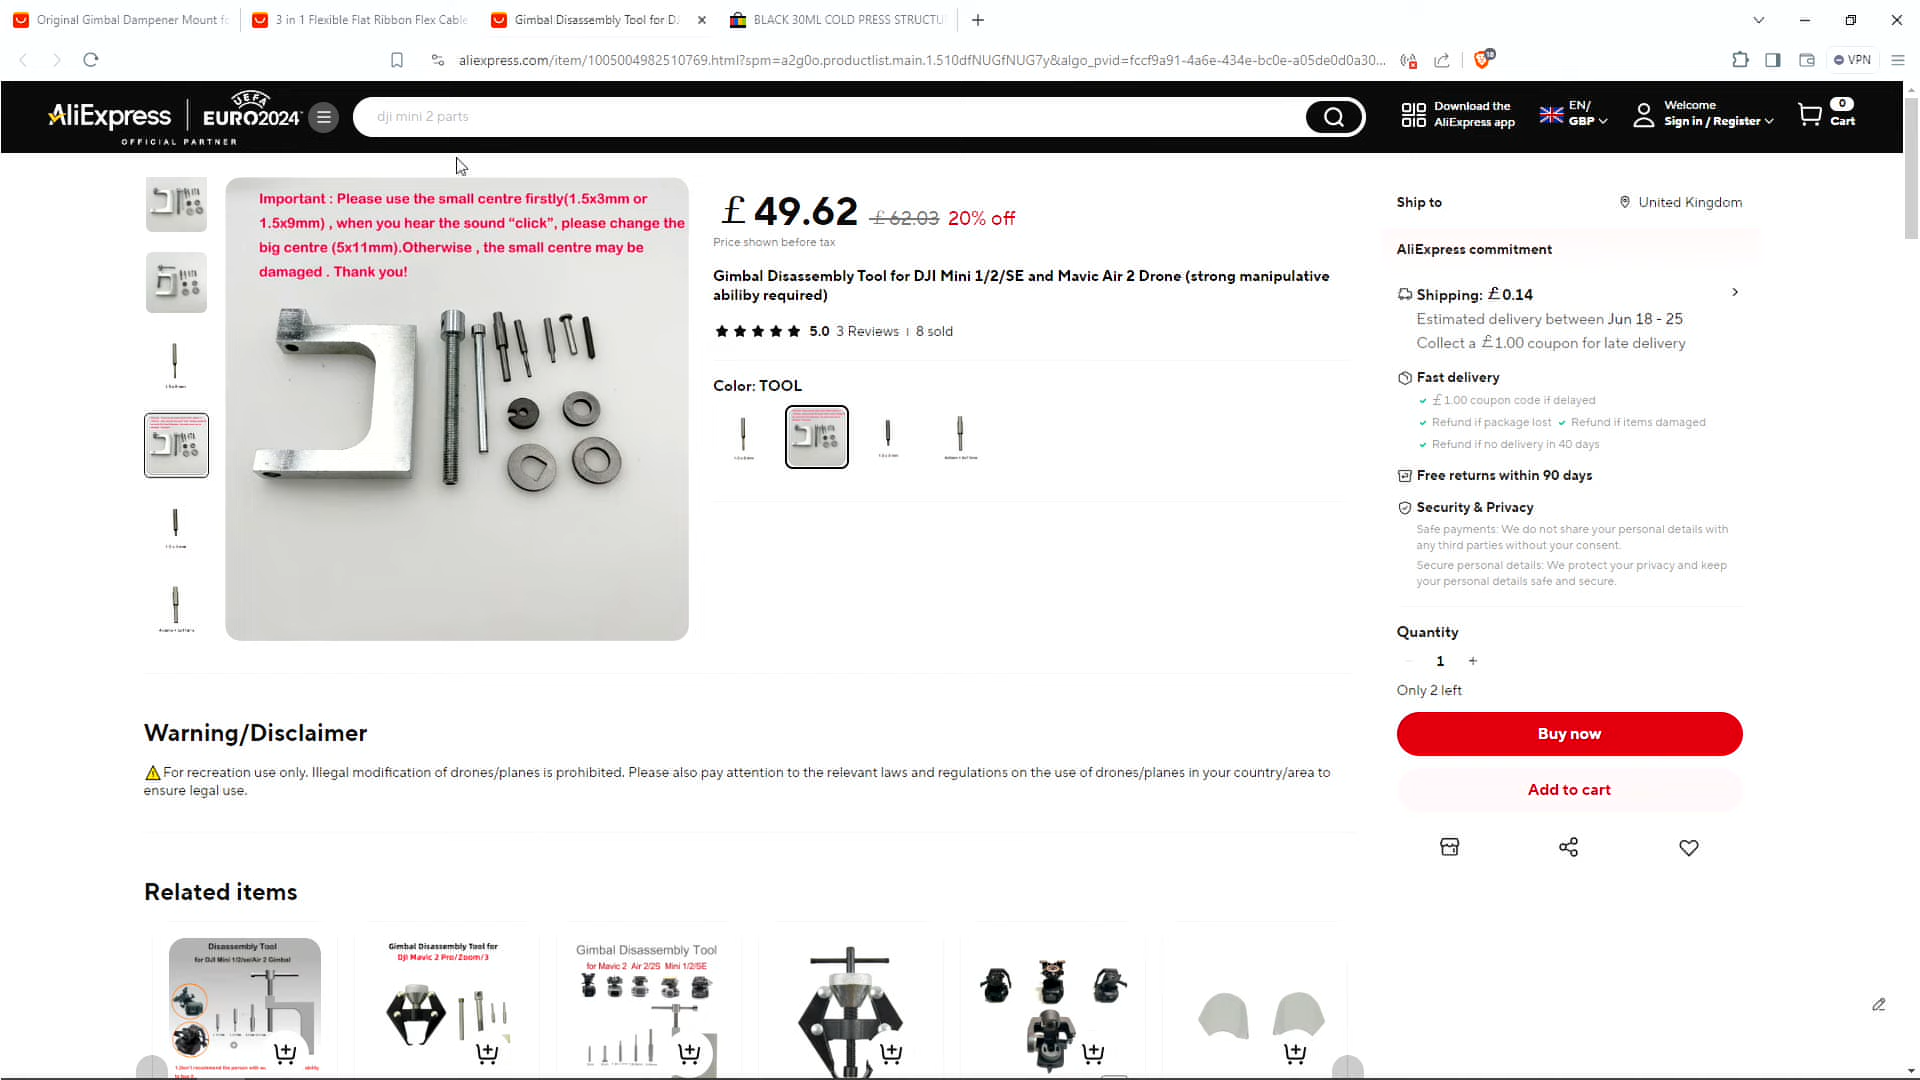 Original Gimbal Dampener Mount fo
3 in 1 Flexible Flat Ribbon Flex Cable
Gimbal Disassembly Tool for DJ
BLACK 30ML COLD PRESS STRUCTU
aliexpress.com/item/1005004982510769.html?spm=a2g0o.productlist.main.1.510dfNUGfNUG7y&algo_pvid=fccf9a91-4a6e-434e-bc0e-a05de0d0a30...
VPN
AliExpress
UEFA
EURO2024
OFFICIAL PARTNER
dji mini 2 parts
Download the
AliExpress app
EN/
GBP
Welcome
Sign in / Register
0
Cart
Important : Please use the small centre firstly(1.5x3mm or
1.5x9mm) , when you hear the sound “click”, please change the
big centre (5x11mm).Otherwise , the small centre may be
damaged . Thank you!
£49.62 £62.03 20% off
Price shown before tax
Gimbal Disassembly Tool for DJI Mini 1/2/SE and Mavic Air 2 Drone (strong manipulative
abiliby required)
5.0 3 Reviews 8 sold
Color: TOOL
Ship to
United Kingdom
AliExpress commitment
Shipping: £0.14
Estimated delivery between Jun 18 - 25
Collect a £1.00 coupon for late delivery
Fast delivery
£1.00 coupon code if delayed
Refund if package lost
Refund if items damaged
Refund if no delivery in 40 days
Free returns within 90 days
Security & Privacy
Safe payments: We do not share your personal details with
any third parties without your consent.
Secure personal details: We protect your privacy and keep
your personal details safe and secure.
Quantity
1
Only 2 left
Buy now
Add to cart
Warning/Disclaimer
For recreation use only. Illegal modification of drones/planes is prohibited. Please also pay attention to the relevant laws and regulations on the use of drones/planes in your country/area to
ensure legal use.
Related items
Disassembly Tool
for DJI Mini 1/2/se/Air 2 Gimbal
Gimbal Disassembly Tool for
Dji Mavic 2 Pro/Zoom/3
Gimbal Disassembly Tool
for Mavic 2 Air 2/2S Mini 1/2/SE